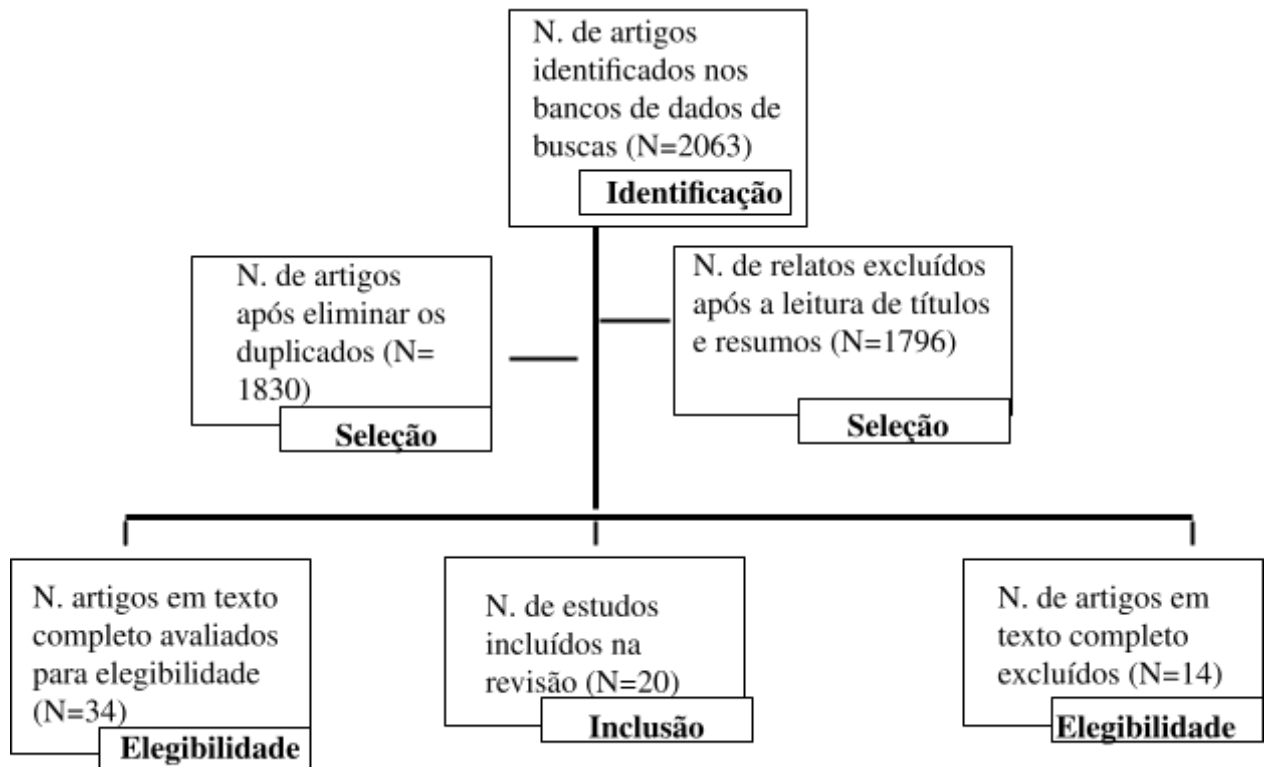 N. de artigos
identificados nos
bancos de dados de
buscas (N=2063)
Identificação
N. de artigos
após eliminar os
duplicados (N=
1830)
Seleção
N. de relatos excluídos
após a leitura de títulos
e resumos (N=1796)
Seleção
N. artigos em texto
completo avaliados
para elegibilidade
(N=34)
Elegibilidade
N. de estudos
incluídos na
revisão (N=20)
Inclusão
N. de artigos em
texto completo
excluídos (N=14)
Elegibilidade